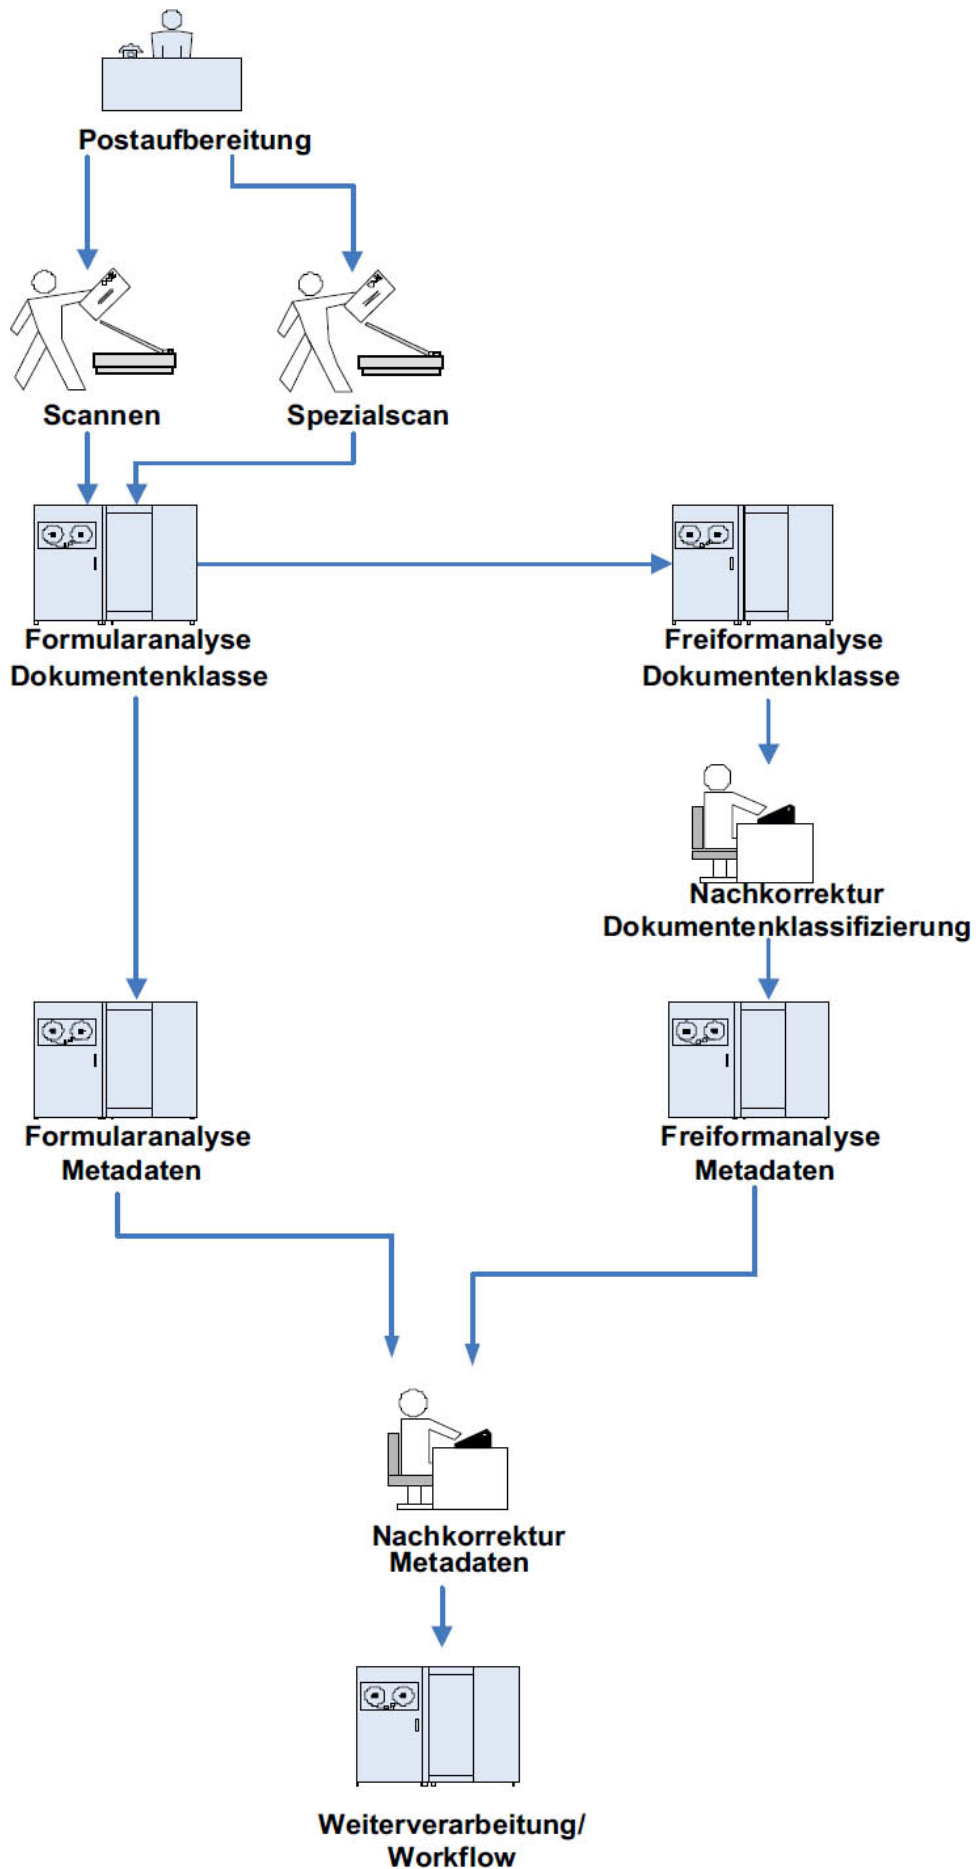 Postaufbereitung
Scannen
Spezialscan
Formularanalyse
Dokumentenklasse
Freiformanalyse
Dokumentenklasse
Nachkorrektur
Dokumentenklassifizierung
Formularanalyse
Metadaten
Freiformanalyse
Metadaten
Nachkorrektur
Metadaten
Weiterverarbeitung/
Workflow